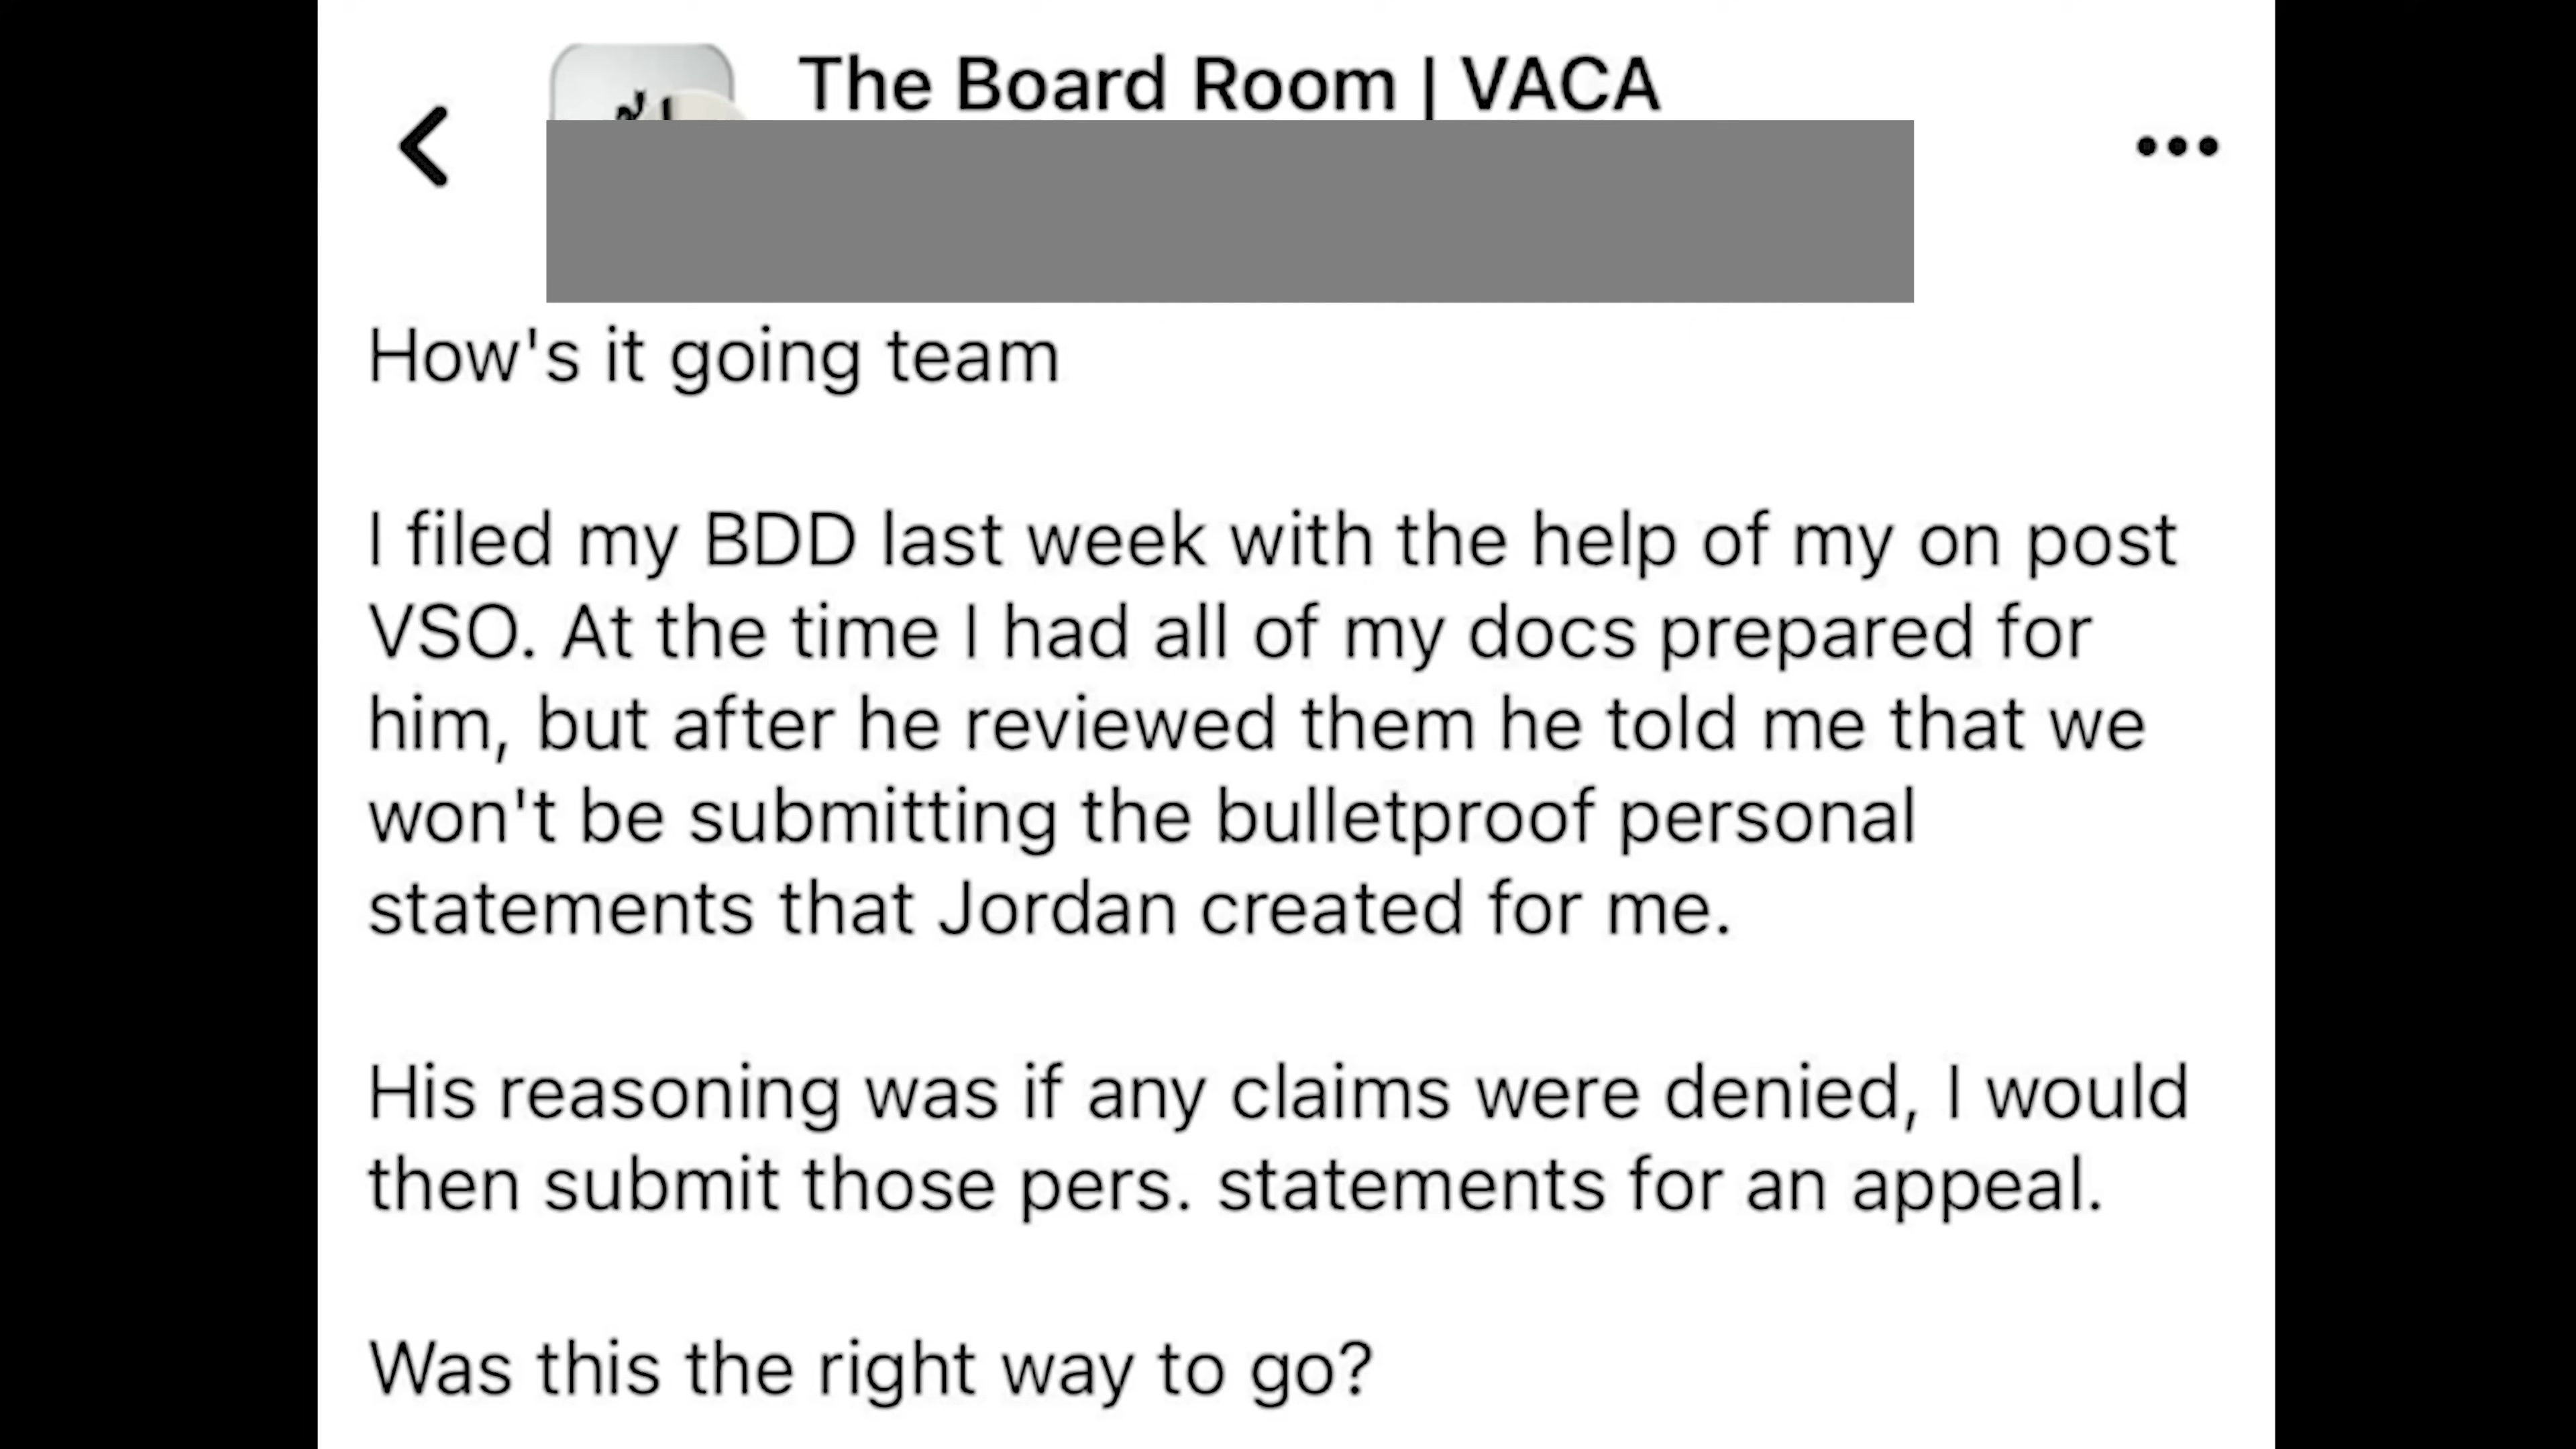 The Board Room | VACA
How's it going team
I filed my BDD last week with the help of my on post
VSO. At the time I had all of my docs prepared for
him, but after he reviewed them he told me that we
won't be submitting the bulletproof personal
statements that Jordan created for me.
His reasoning was if any claims were denied, I would
then submit those pers. statements for an appeal.
Was this the right way to go?